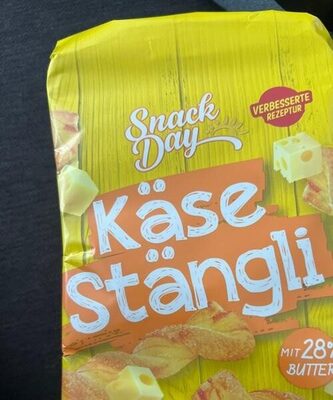 Snack
Day
VERBESSERTE
REZEPTUR
Käse
Stängli
MIT 28%
BUTTER